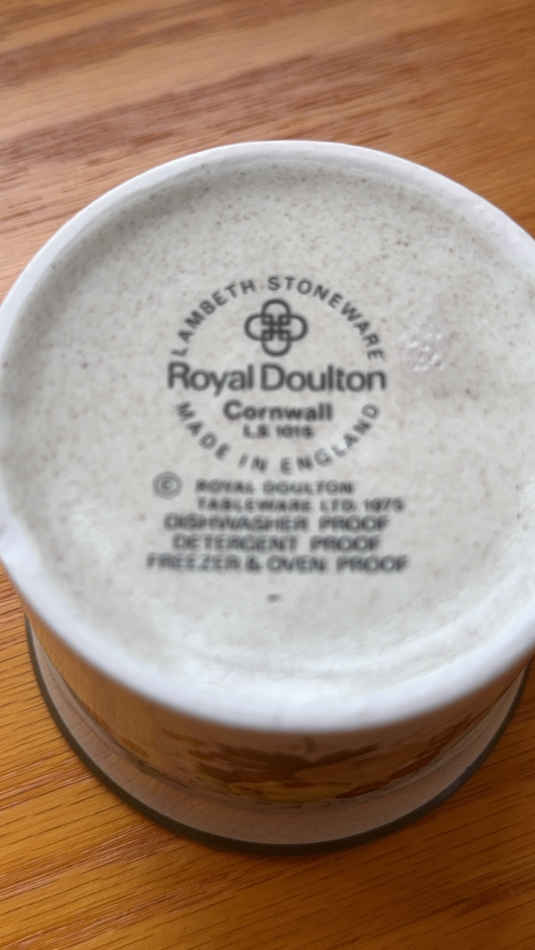 LAMBETH STONEWARE
Royal Doulton
Cornwall
L.S 1015
MADE IN ENGLAND
© ROYAL DOULTON
TABLEWARE LTD. 1975
DISHWASHER PROOF
DETERGENT PROOF
FREEZER & OVEN PROOF